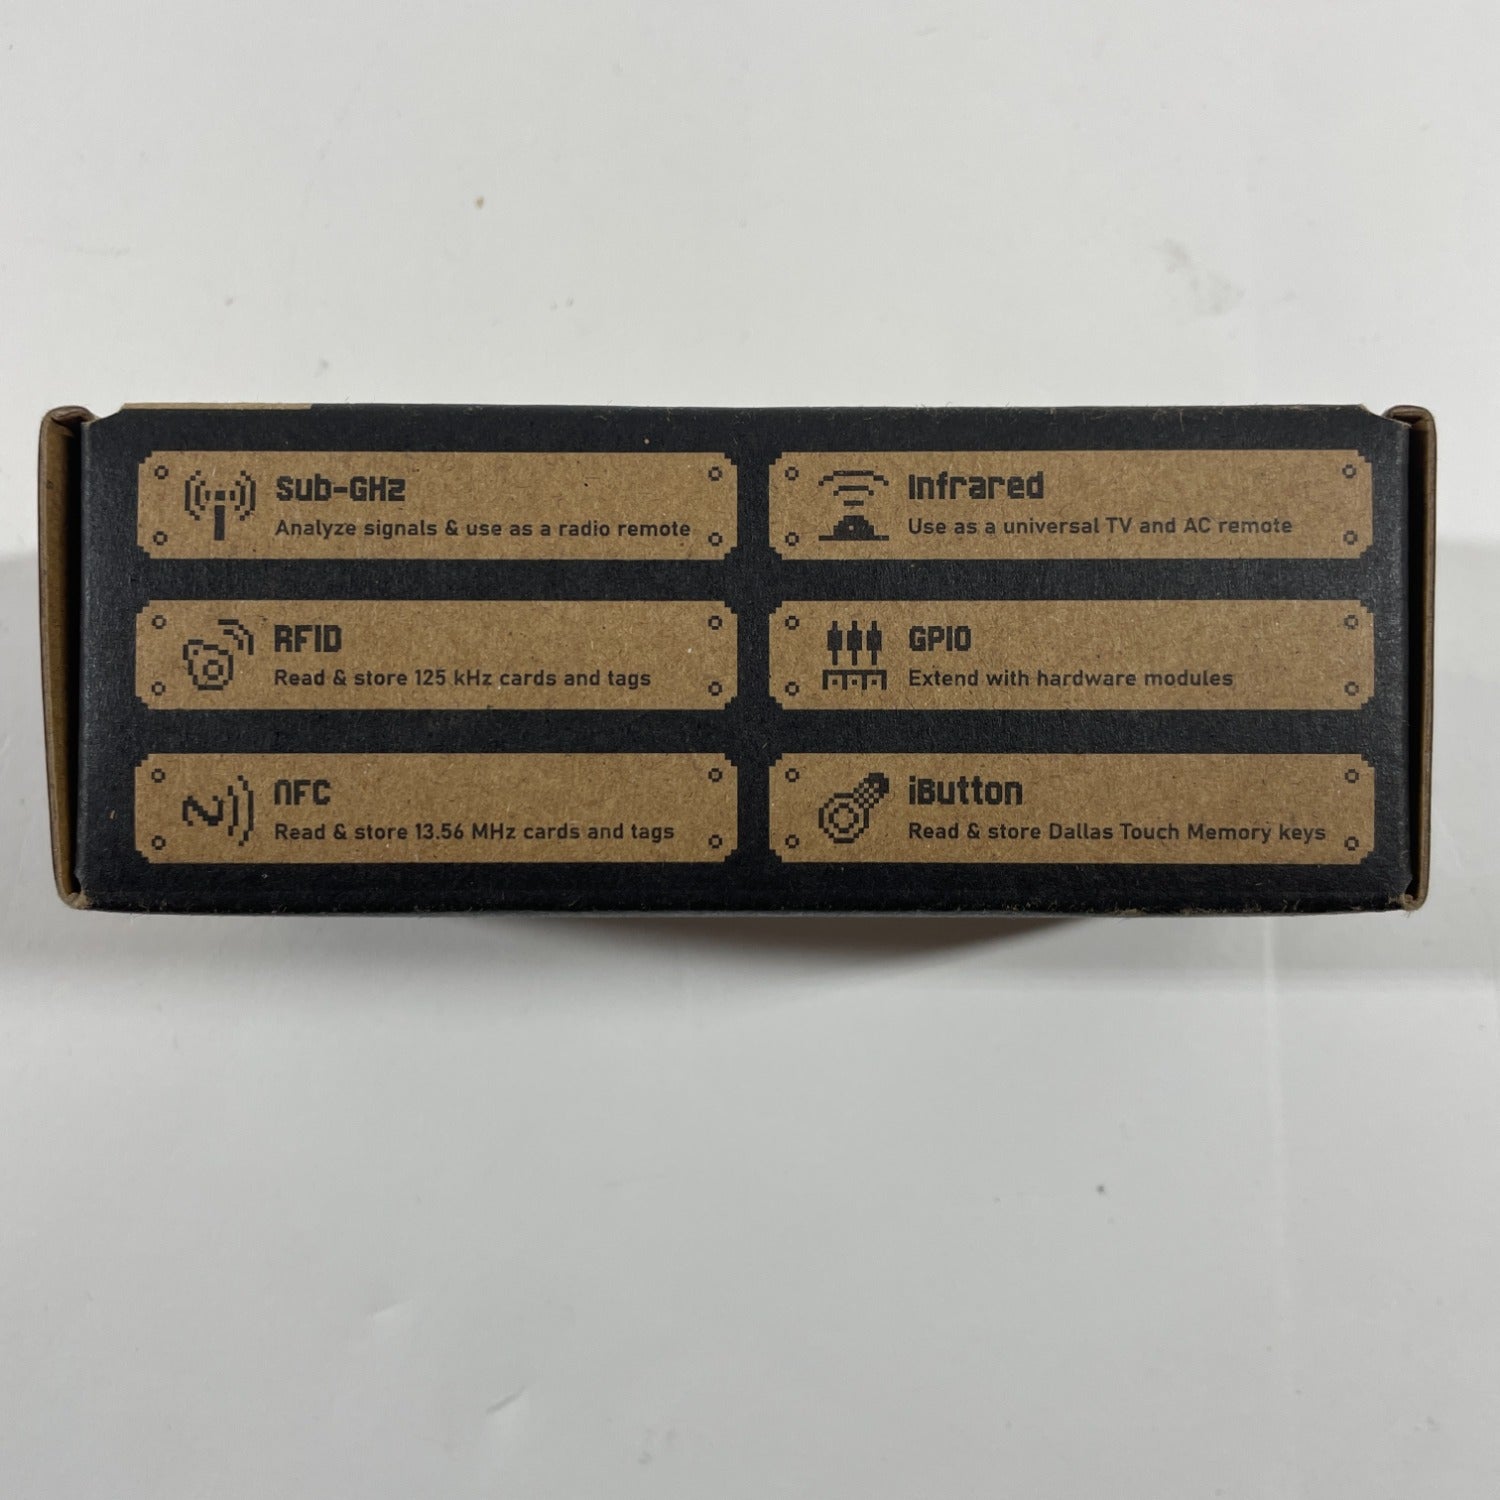 Sub-GHz
Analyze signals & use as a radio remote
Infrared
Use as a universal TV and AC remote
RFID
Read & store 125 kHz cards and tags
GPIO
Extend with hardware modules
NFC
Read & store 13.56 MHz cards and tags
iButton
Read & store Dallas Touch Memory keys